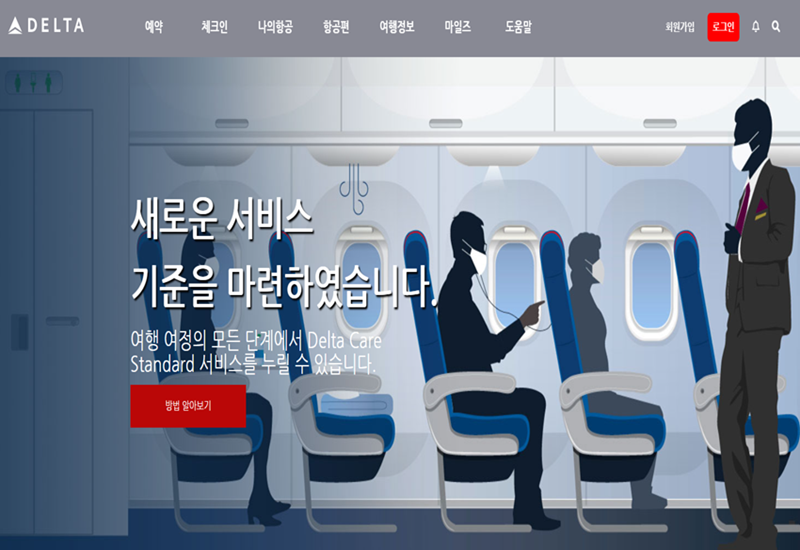 DELTA
예약 체크인 나의항공 항공편 여행정보 마일즈 도움말 회원가입 로그인
새로운 서비스
기준을 마련하였습니다.
여행 여정의 모든 단계에서 Delta Care
Standard 서비스를 누릴 수 있습니다.
방법 알아보기